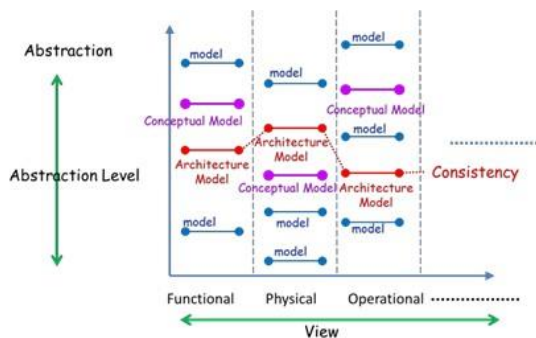 Abstraction
model
model
model
Conceptual Model
Conceptual Model
model
Architecture
Model
Architecture
Model
Abstraction Level
Conceptual Model
Architecture
Model
Consistency
model
model
model
model
Functional
Physical
Operational
View